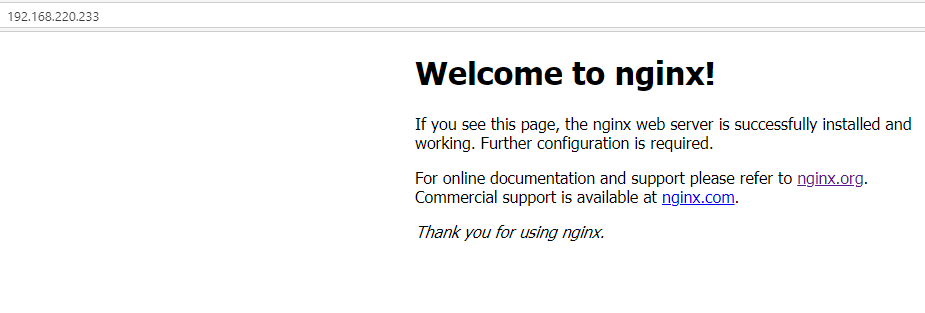 192.168.220.233
Welcome to nginx!
If you see this page, the nginx web server is successfully installed and
working. Further configuration is required.
For online documentation and support please refer to nginx.org.
Commercial support is available at nginx.com.
Thank you for using nginx.